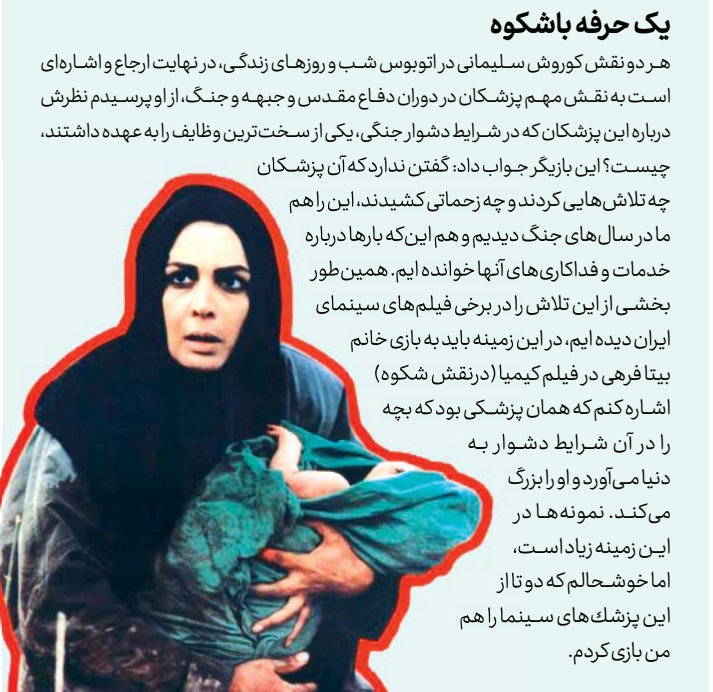 یک حرفه باشکوه
هر دو نقش کوروش سلیمانی در اتوبوس شب و روزهای زندگی، در نهایت ارجاع و اشاره‌ای
است به نقش مهم پزشکان در دوران دفاع مقدس و جبهه و جنگ، از او پرسیدم نظرش
درباره این پزشکان که در شرایط دشوار جنگی، یکی از سخت‌ترین وظایف را به عهده داشتند،
چیست؟ این بازیگر جواب داد: گفتن ندارد که آن پزشکان
چه تلاش‌هایی کردند و چه زحماتی کشیدند، این را هم
ما در سال‌های جنگ دیدیم و هم این‌که بارها درباره
خدمات و فداکاری‌های آنها خوانده ایم. همین‌طور
بخشی از این تلاش را در برخی فیلم‌های سینمای
ایران دیده ایم، در این زمینه باید به بازی خانم
بیتا فرهی در فیلم کیمیا (درنقش شکوه)
اشاره کنم که همان پزشکی بود که بچه
را در آن شرایط دشوار به
دنیا می‌آورد و او را بزرگ
می‌کند. نمونه‌ها در
این زمینه زیاد است،
اما خوشحالم که دو تا از
این پزشك‌های سینما را هم
من بازی کردم.